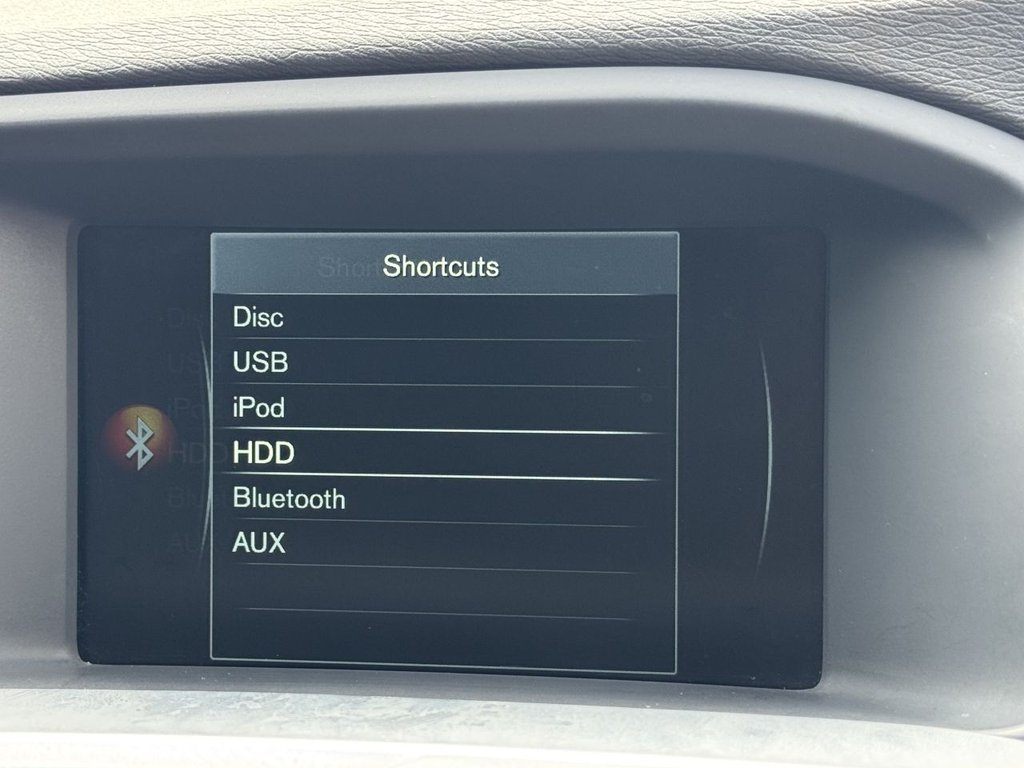 Shortcuts
Disc
USB
iPod
HDD
Bluetooth
AUX